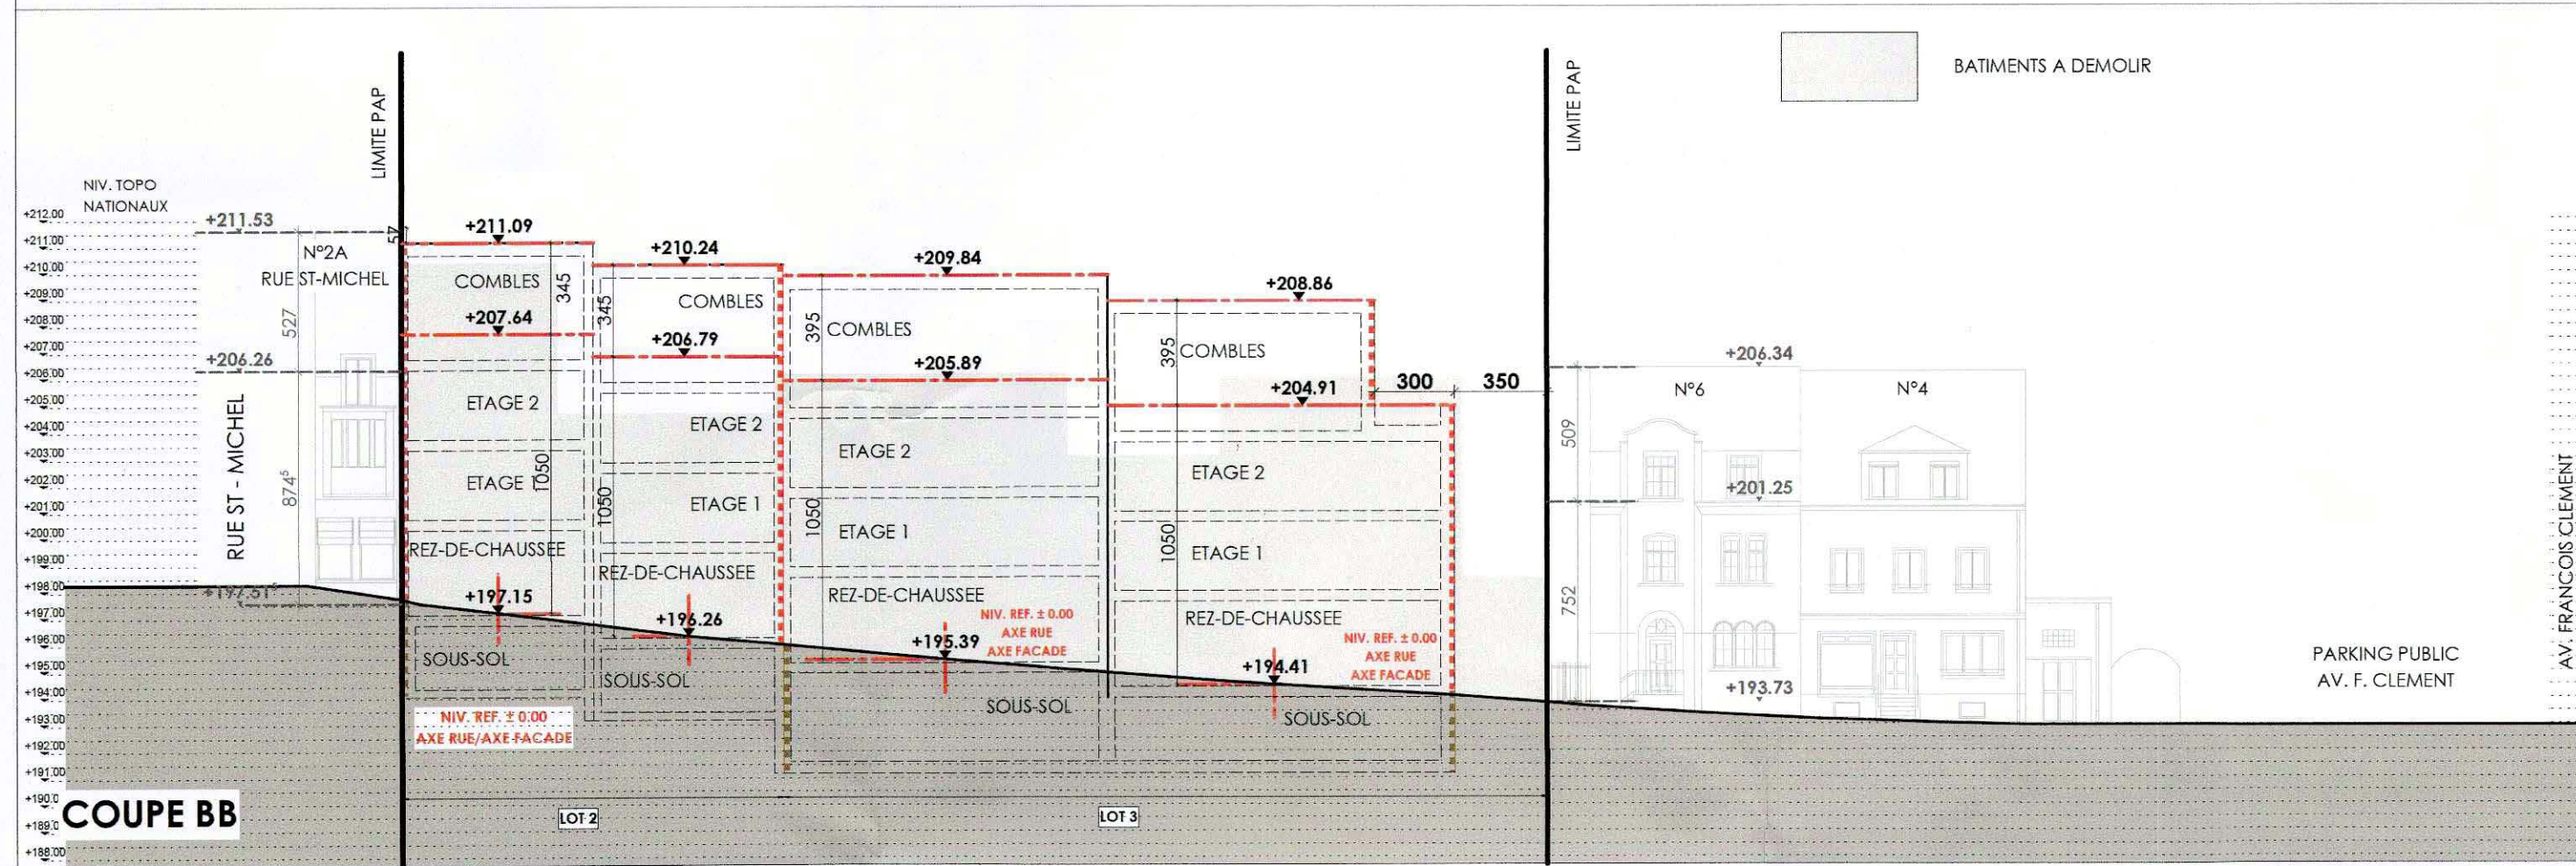 BATIMENTS A DEMOLIR
LIMITE PAP
LIMITE PAP
NIV. TOPO
NATIONAUX
+212.00
+211.00
+210.00
+209.00
+208.00
+207.00
+206.00
+205.00
+204.00
+203.00
+202.00
+201.00
+200.00
+199.00
+198.00
+197.00
+196.00
+195.00
+194.00
+193.00
+192.00
+191.00
+190.0
+189.0
+188.00
+211.53
N°2A
RUE ST-MICHEL
527
+206.26
RUE ST - MICHEL
874⁵
+197.51⁵
+211.09
COMBLES
345
+207.64
ETAGE 2
ETAGE 1
1050
REZ-DE-CHAUSSEE
+197.15
SOUS-SOL
NIV. REF. ± 0.00
AXE RUE/AXE FACADE
+210.24
COMBLES
345
+206.79
ETAGE 2
ETAGE 1
1050
REZ-DE-CHAUSSEE
+196.26
SOUS-SOL
+209.84
395
COMBLES
+205.89
ETAGE 2
1050
ETAGE 1
REZ-DE-CHAUSSEE
NIV. REF. ± 0.00
AXE RUE
AXE FACADE
+195.39
SOUS-SOL
+208.86
395
COMBLES
+204.91
300
350
ETAGE 2
1050
ETAGE 1
REZ-DE-CHAUSSEE
NIV. REF. ± 0.00
AXE RUE
AXE FACADE
+194.41
SOUS-SOL
+206.34
N°6
N°4
509
+201.25
752
+193.73
PARKING PUBLIC
AV. F. CLEMENT
AV. FRANCOIS CLEMENT
COUPE BB
LOT 2
LOT 3